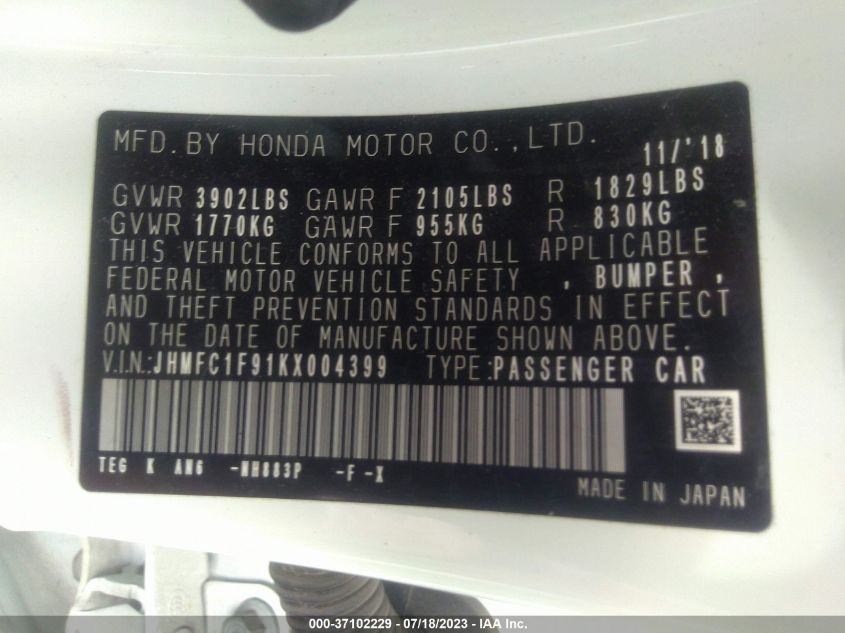 MFD. BY HONDA MOTOR CO., LTD. 11/'18
GVWR 3902LBS GAWR F 2105LBS R 1829LBS
GVWR 1770KG GAWR F 955KG R 830KG
THIS VEHICLE CONFORMS TO ALL APPLICABLE
FEDERAL MOTOR VEHICLE SAFETY , BUMPER ,
AND THEFT PREVENTION STANDARDS IN EFFECT
ON THE DATE OF MANUFACTURE SHOWN ABOVE.
V.I.N.:JHMFC1F91KX004399 TYPE:PASSENGER CAR
TEG K AN6 -NH883P -F -X
MADE IN JAPAN
000-37102229 - 07/18/2023 - IAA Inc.